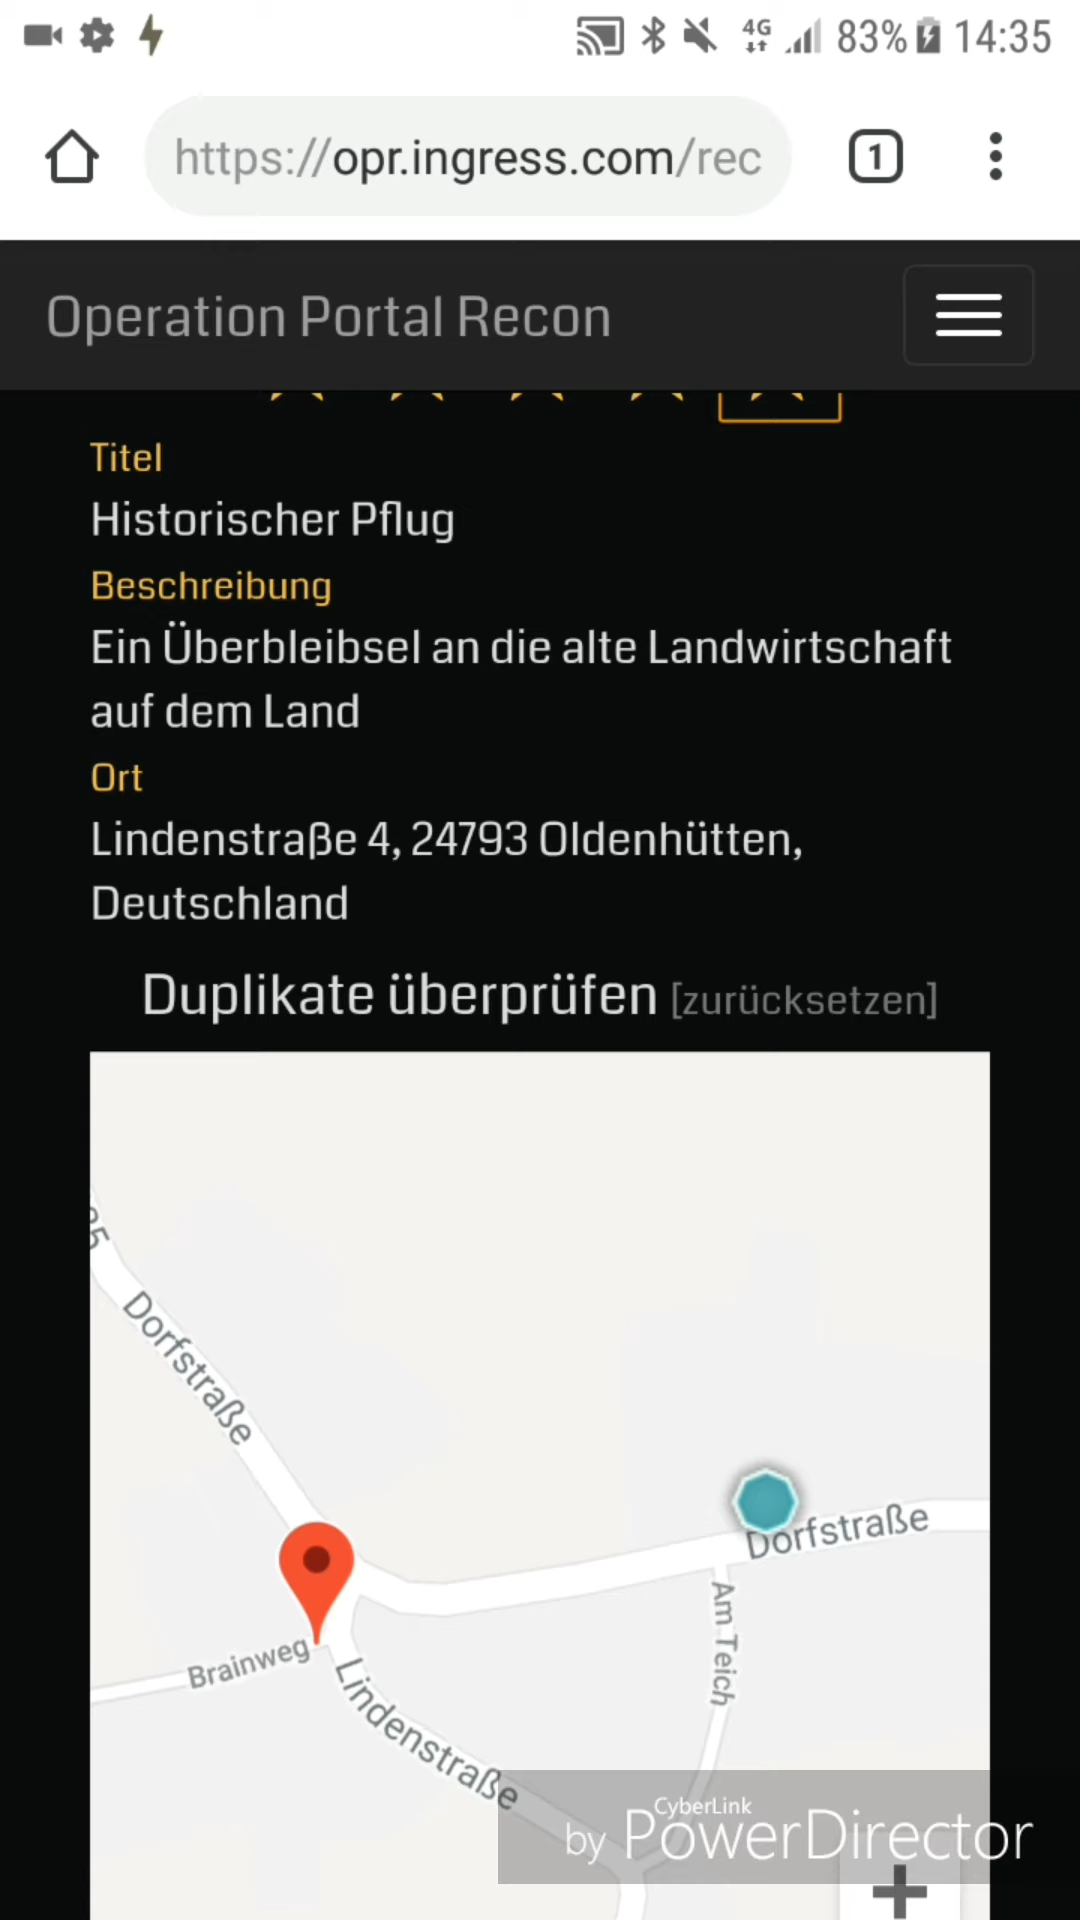 4G 83% 14:35
https://opr.ingress.com/rec 1
Operation Portal Recon
Titel
Historischer Pflug
Beschreibung
Ein Überbleibsel an die alte Landwirtschaft
auf dem Land
Ort
Lindenstraße 4, 24793 Oldenhütten,
Deutschland
Duplikate überprüfen [zurücksetzen]
Dorfstraße
Dorfstraße
Am Teich
Brainweg
Lindenstraße
CyberLink
by PowerDirector